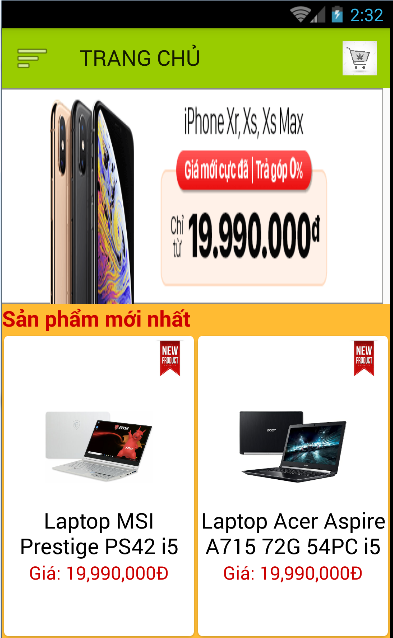 2:32
TRANG CHỦ
iPhone Xr, Xs, Xs Max
Giá mới cực đã | Trả góp 0%
Chỉ từ 19.990.000đ
Sản phẩm mới nhất
NEW PRODUCT
NEW PRODUCT
Laptop MSI
Prestige PS42 i5
Giá: 19,990,000Đ
Laptop Acer Aspire
A715 72G 54PC i5
Giá: 19,990,000Đ